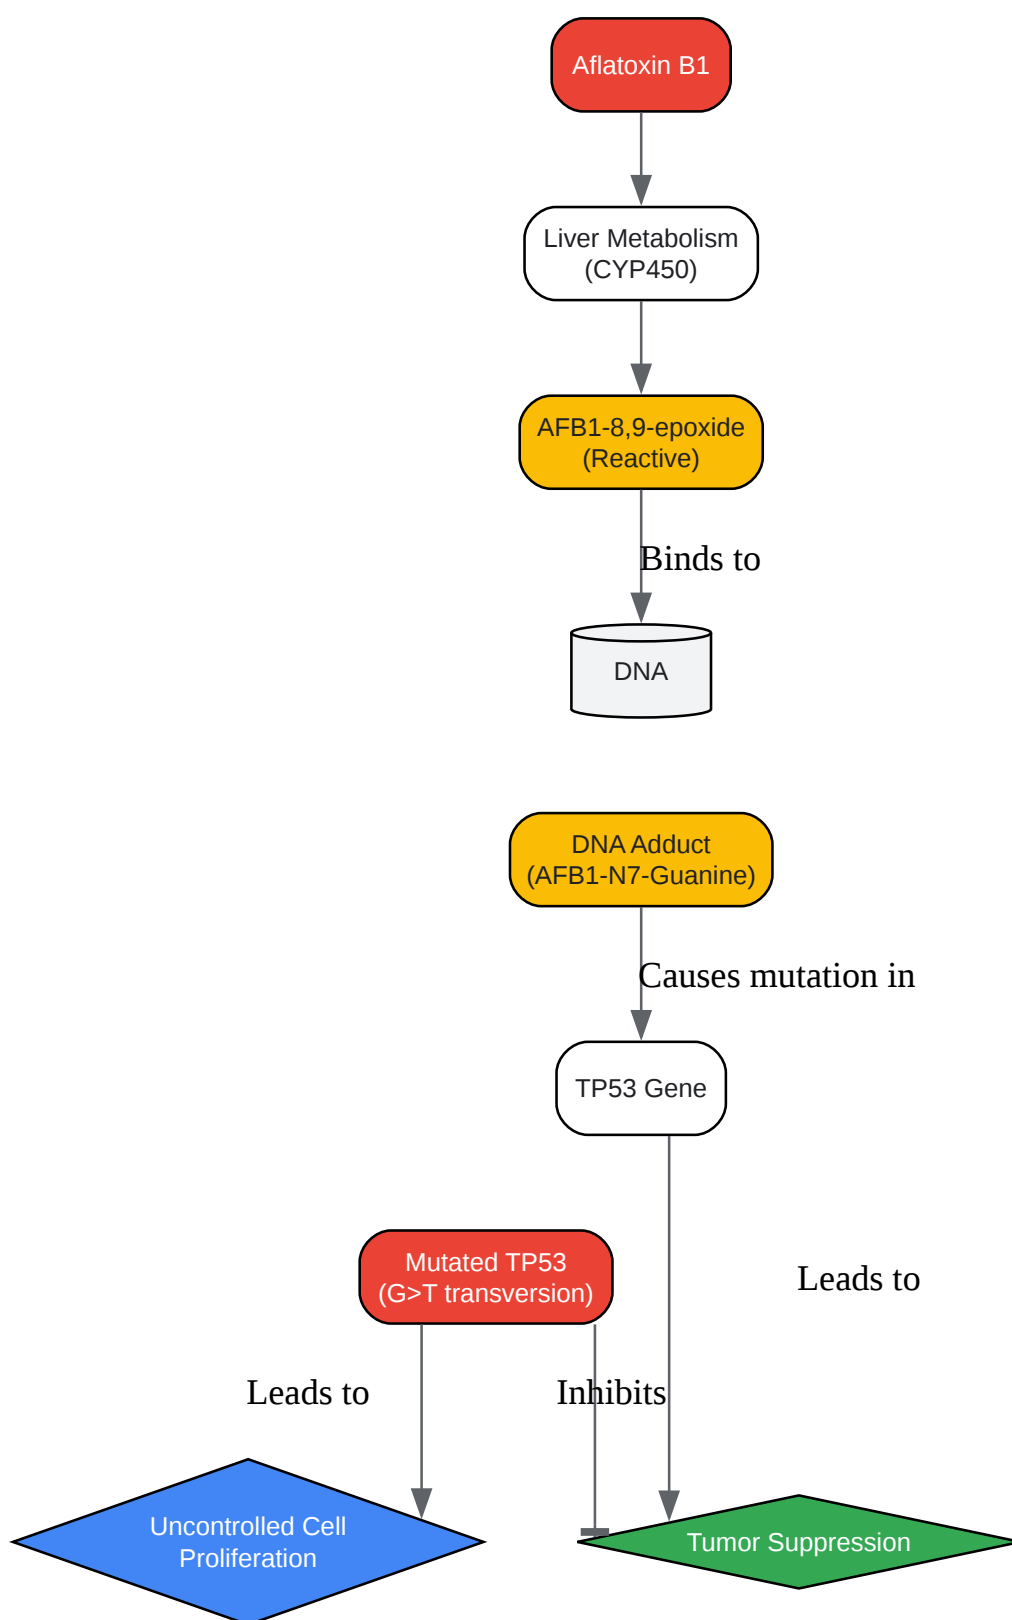 Aflatoxin B1
Liver Metabolism
(CYP450)
AFB1-8,9-epoxide
(Reactive)
Binds to
DNA
DNA Adduct
(AFB1-N7-Guanine)
Causes mutation in
TP53 Gene
Mutated TP53
(G>T transversion)
Leads to
Leads to
Inhibits
Uncontrolled Cell
Proliferation
Tumor Suppression